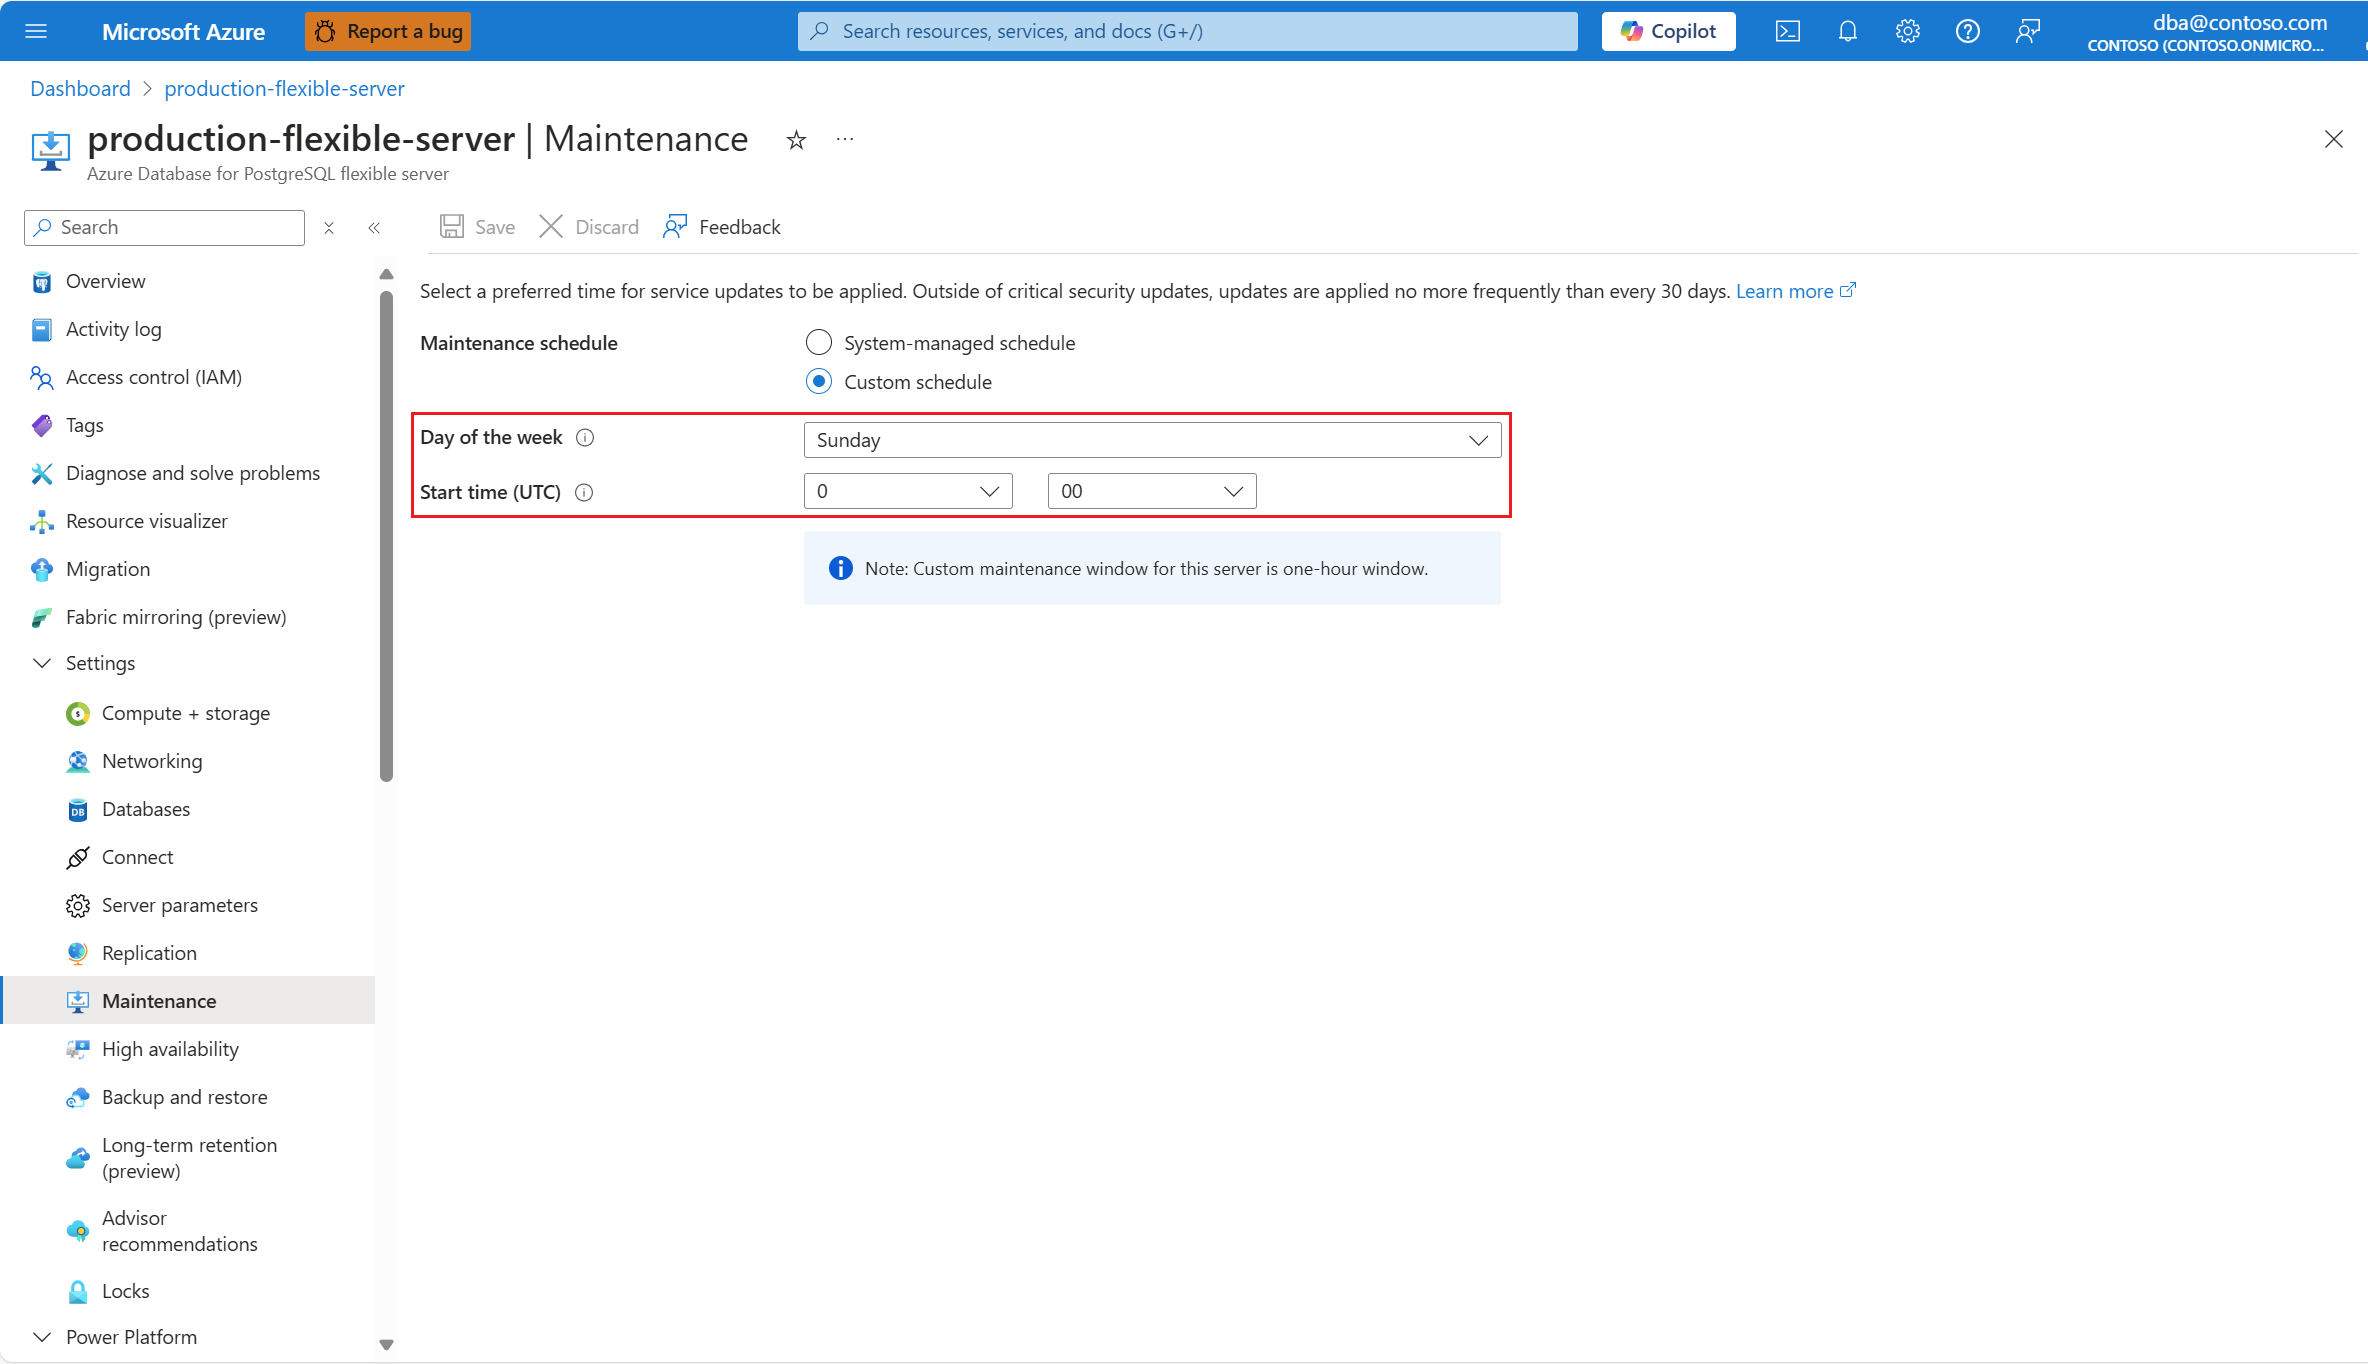 Microsoft Azure
Report a bug
Search resources, services, and docs (G+/)
Copilot
dba@contoso.com
CONTOSO (CONTOSO.ONMICRO...
Dashboard > production-flexible-server
production-flexible-server | Maintenance
Azure Database for PostgreSQL flexible server
Search
Save
Discard
Feedback
Overview
Activity log
Access control (IAM)
Tags
Diagnose and solve problems
Resource visualizer
Migration
Fabric mirroring (preview)
Settings
Compute + storage
Networking
Databases
Connect
Server parameters
Replication
Maintenance
High availability
Backup and restore
Long-term retention
(preview)
Advisor
recommendations
Locks
Power Platform
Select a preferred time for service updates to be applied. Outside of critical security updates, updates are applied no more frequently than every 30 days. Learn more
Maintenance schedule
System-managed schedule
Custom schedule
Day of the week
Sunday
Start time (UTC)
0
00
Note: Custom maintenance window for this server is one-hour window.